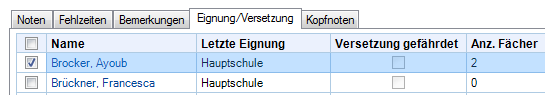 Noten Fehlzeiten Bemerkungen Eignung/Versetzung Kopfnoten
Name Letzte Eignung Versetzung gefährdet Anz. Fächer
Brocker, Ayoub Hauptschule 2
Brückner, Francesca Hauptschule 0